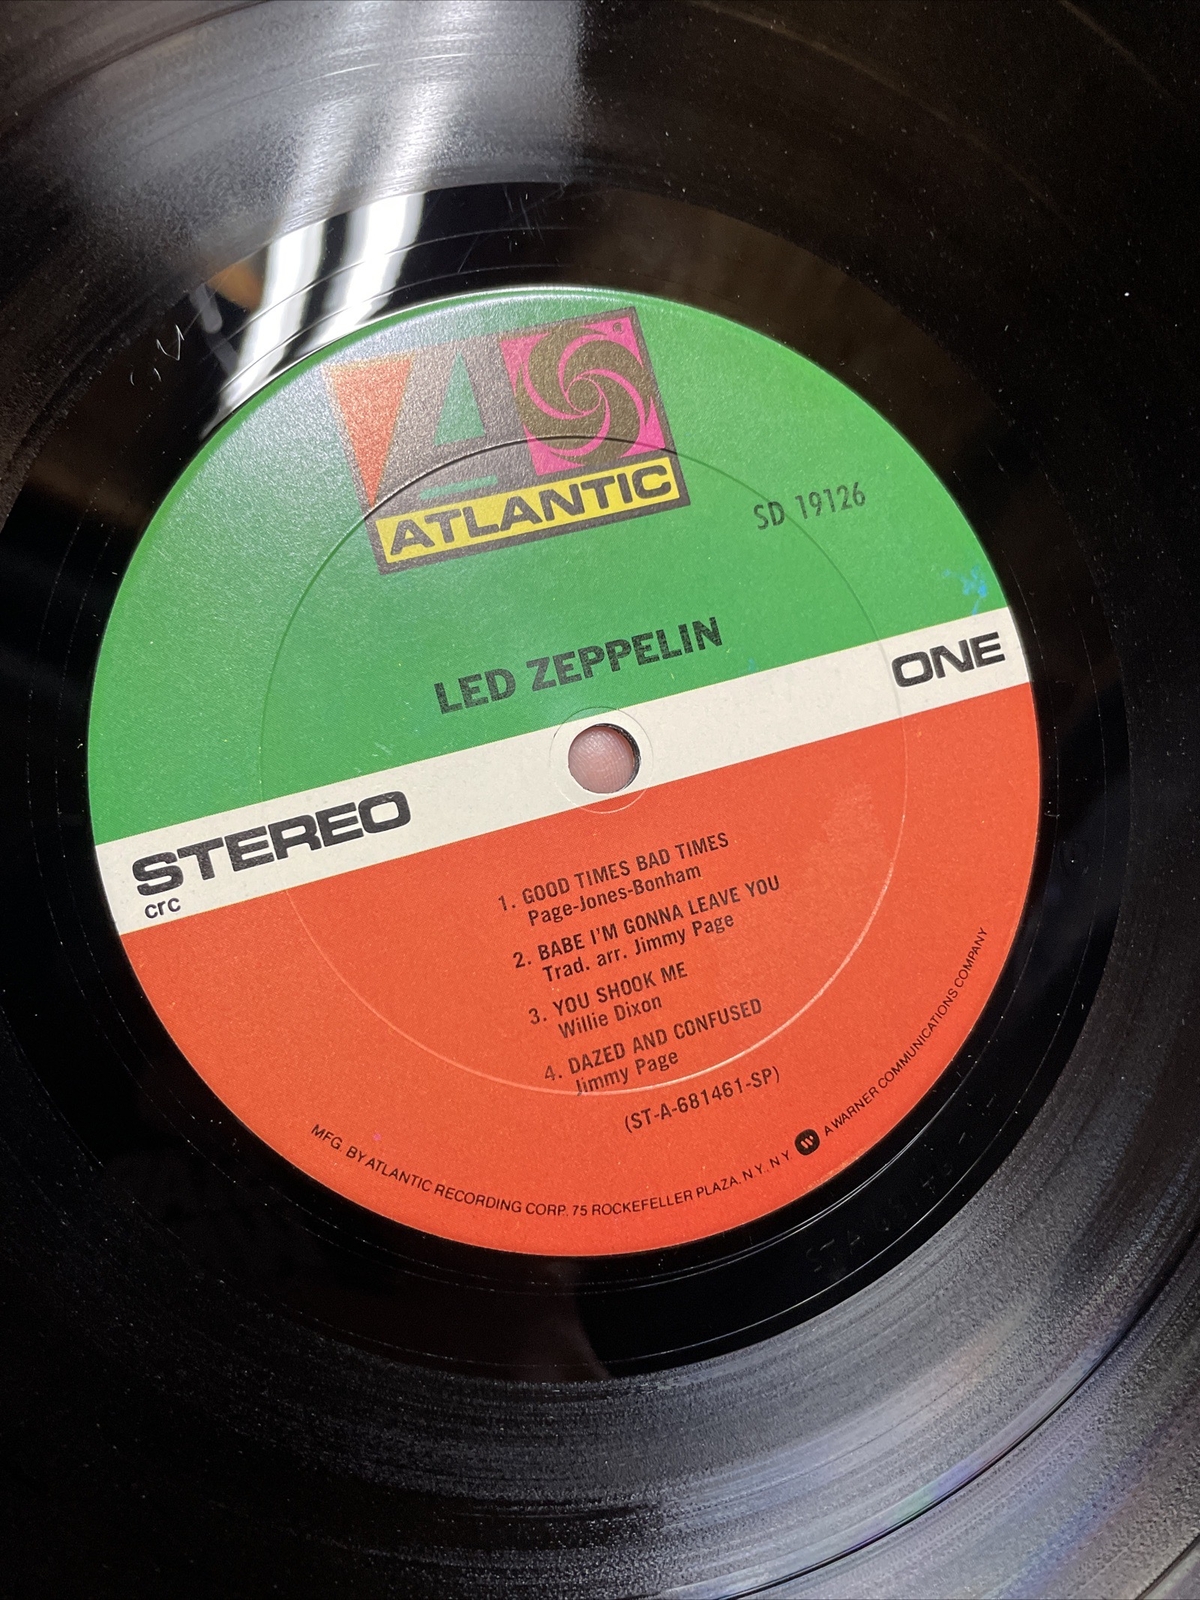 ATLANTIC
®
SD 19126
LED ZEPPELIN
ONE
STEREO
crc
1. GOOD TIMES BAD TIMES
Page-Jones-Bonham
2. BABE I'M GONNA LEAVE YOU
Trad. arr. Jimmy Page
3. YOU SHOOK ME
Willie Dixon
4. DAZED AND CONFUSED
Jimmy Page
(ST-A-681461-SP)
MFG. BY ATLANTIC RECORDING CORP. 75 ROCKEFELLER PLAZA, N.Y. N.Y. A WARNER COMMUNICATIONS COMPANY